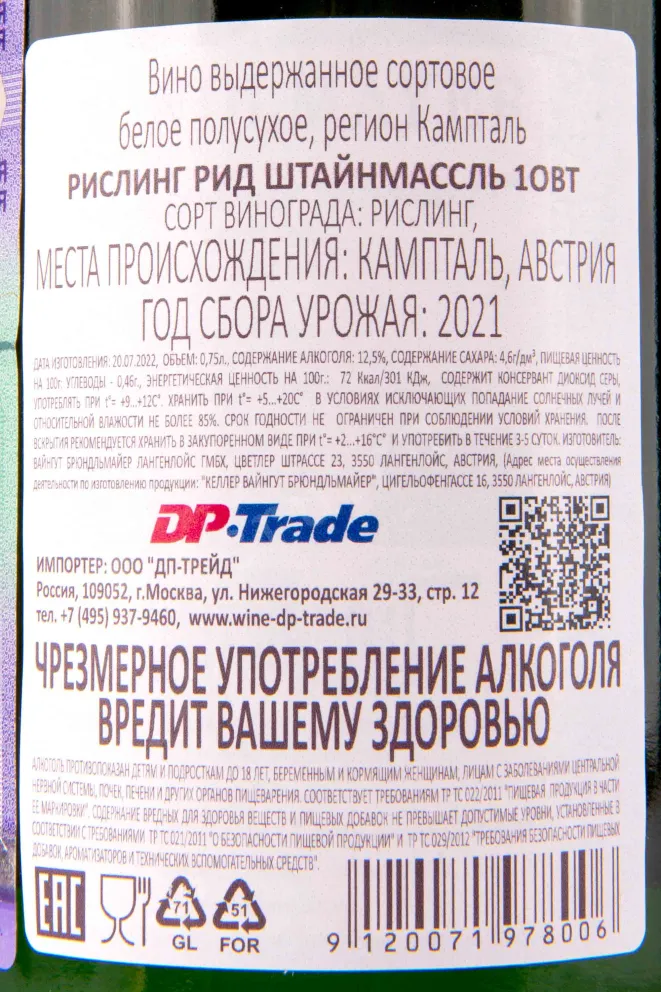 Вино выдержанное сортовое
белое полусухое, регион Кампталь
РИСЛИНГ РИД ШТАЙНМАССЛЬ 1ОВТ
СОРТ ВИНОГРАДА: РИСЛИНГ,
МЕСТА ПРОИСХОЖДЕНИЯ: КАМПТАЛЬ, АВСТРИЯ
ГОД СБОРА УРОЖАЯ: 2021
ДАТА ИЗГОТОВЛЕНИЯ: 20.07.2022, ОБЪЕМ: 0,75л., СОДЕРЖАНИЕ АЛКОГОЛЯ: 12,5%, СОДЕРЖАНИЕ САХАРА: 4,6г/дм³, ПИЩЕВАЯ ЦЕННОСТЬ
НА 100г: УГЛЕВОДЫ - 0,46г., ЭНЕРГЕТИЧЕСКАЯ ЦЕННОСТЬ НА 100г.: 72 Ккал/301 КДж, СОДЕРЖИТ КОНСЕРВАНТ ДИОКСИД СЕРЫ,
УПОТРЕБЛЯТЬ ПРИ t°= +9...+12С°. ХРАНИТЬ ПРИ t°= +5...+20С° В УСЛОВИЯХ ИСКЛЮЧАЮЩИХ ПОПАДАНИЕ СОЛНЕЧНЫХ ЛУЧЕЙ И
ОТНОСИТЕЛЬНОЙ ВЛАЖНОСТИ НЕ БОЛЕЕ 85%. СРОК ГОДНОСТИ НЕ ОГРАНИЧЕН ПРИ СОБЛЮДЕНИИ УСЛОВИЙ ХРАНЕНИЯ. ПОСЛЕ
ВСКРЫТИЯ РЕКОМЕНДУЕТСЯ ХРАНИТЬ В ЗАКУПОРЕННОМ ВИДЕ ПРИ t°= +2...+16°С И УПОТРЕБИТЬ В ТЕЧЕНИЕ 3-5 СУТОК. ИЗГОТОВИТЕЛЬ:
ВАЙНГУТ БРЮНДЛЬМАЙЕР ЛАНГЕНЛОЙС ГМБХ, ЦВЕТЛЕР ШТРАССЕ 23, 3550 ЛАНГЕНЛОЙС, АВСТРИЯ, (Адрес места осуществления
деятельности по изготовлению продукции: "КЕЛЛЕР ВАЙНГУТ БРЮНДЛЬМАЙЕР", ЦИГЕЛЬОФЕНГАССЕ 16, 3550 ЛАНГЕНЛОЙС, АВСТРИЯ)
DP·Trade
ИМПОРТЕР: ООО "ДП-ТРЕЙД"
Россия, 109052, г.Москва, ул. Нижегородская 29-33, стр. 12
тел. +7 (495) 937-9460, www.wine-dp-trade.ru
ЧРЕЗМЕРНОЕ УПОТРЕБЛЕНИЕ АЛКОГОЛЯ
ВРЕДИТ ВАШЕМУ ЗДОРОВЬЮ
АЛКОГОЛЬ ПРОТИВОПОКАЗАН ДЕТЯМ И ПОДРОСТКАМ ДО 18 ЛЕТ, БЕРЕМЕННЫМ И КОРМЯЩИМ ЖЕНЩИНАМ, ЛИЦАМ С ЗАБОЛЕВАНИЯМИ ЦЕНТРАЛЬНОЙ
НЕРВНОЙ СИСТЕМЫ, ПОЧЕК, ПЕЧЕНИ И ДРУГИХ ОРГАНОВ ПИЩЕВАРЕНИЯ. СООТВЕТСТВУЕТ ТРЕБОВАНИЯМ ТР ТС 022/2011 "ПИЩЕВАЯ ПРОДУКЦИЯ В ЧАСТИ
ЕЕ МАРКИРОВКИ". СОДЕРЖАНИЕ ВРЕДНЫХ ДЛЯ ЗДОРОВЬЯ ВЕЩЕСТВ И ПИЩЕВЫХ ДОБАВОК НЕ ПРЕВЫШАЕТ ДОПУСТИМЫЕ УРОВНИ, УСТАНОВЛЕННЫЕ В
СООТВЕТСТВИИ С ТРЕБОВАНИЯМИ ТР ТС 021/2011 "О БЕЗОПАСНОСТИ ПИЩЕВОЙ ПРОДУКЦИИ" И ТР ТС 029/2012 "ТРЕБОВАНИЯ БЕЗОПАСНОСТИ ПИЩЕВЫХ
ДОБАВОК, АРОМАТИЗАТОРОВ И ТЕХНИЧЕСКИХ ВСПОМОГАТЕЛЬНЫХ СРЕДСТВ".
EAC
71
GL
51
FOR
9 120071 978006